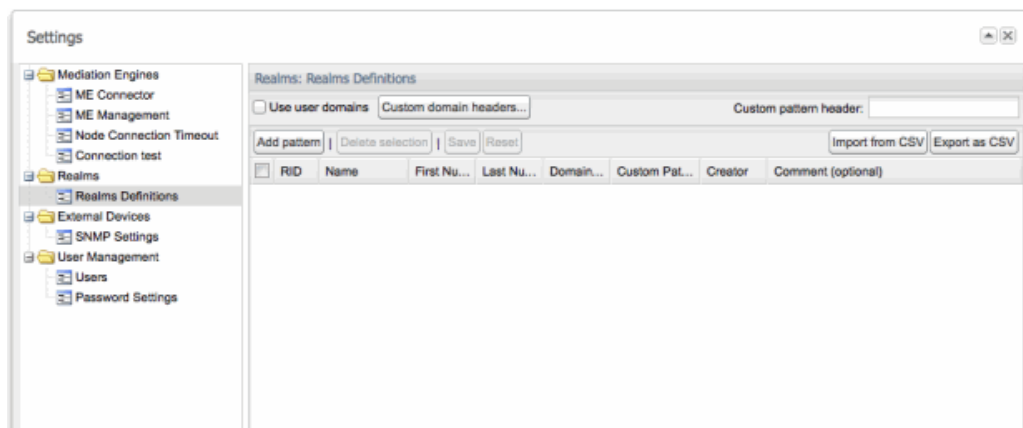 Settings
Mediation Engines
ME Connector
ME Management
Node Connection Timeout
Connection test
Realms
Realms Definitions
External Devices
SNMP Settings
User Management
Users
Password Settings
Realms: Realms Definitions
Use user domains Custom domain headers... Custom pattern header:
Add pattern | Delete selection | Save Reset Import from CSV Export as CSV
RID Name First Nu... Last Nu... Domain... Custom Pat... Creator Comment (optional)